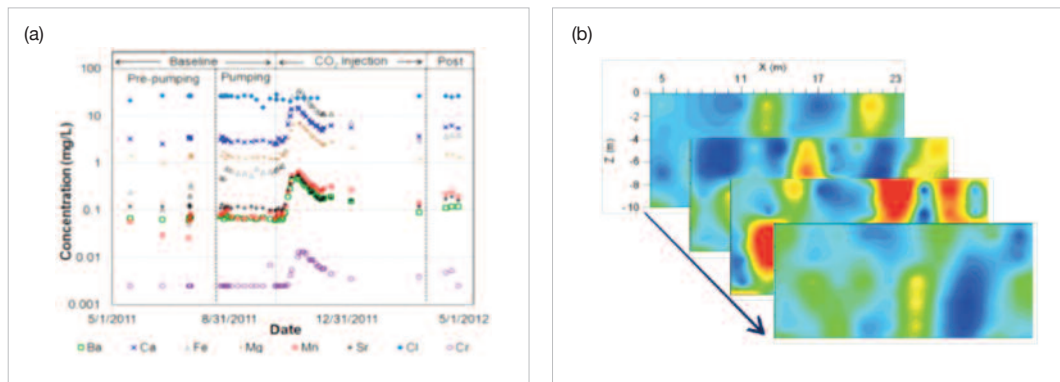 (a)
Baseline
CO₂ Injection
Post
Pre-pumping
Pumping
100
10
1
0.1
0.01
0.001
Concentration (mg/L)
5/1/2011
8/31/2011
12/31/2011
5/1/2012
Date
Ba
Ca
Fe
Mg
Mn
Sr
Cl
Cr
(b)
X (m)
5
11
17
23
Z (m)
0
-2
-4
-6
-8
-10